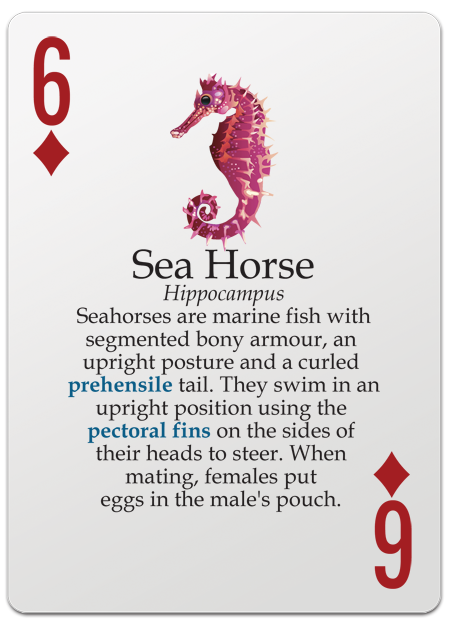 6
Sea Horse
Hippocampus
Seahorses are marine fish with
segmented bony armour, an
upright posture and a curled
prehensile tail. They swim in an
upright position using the
pectoral fins on the sides of
their heads to steer. When
mating, females put
eggs in the male's pouch.
6